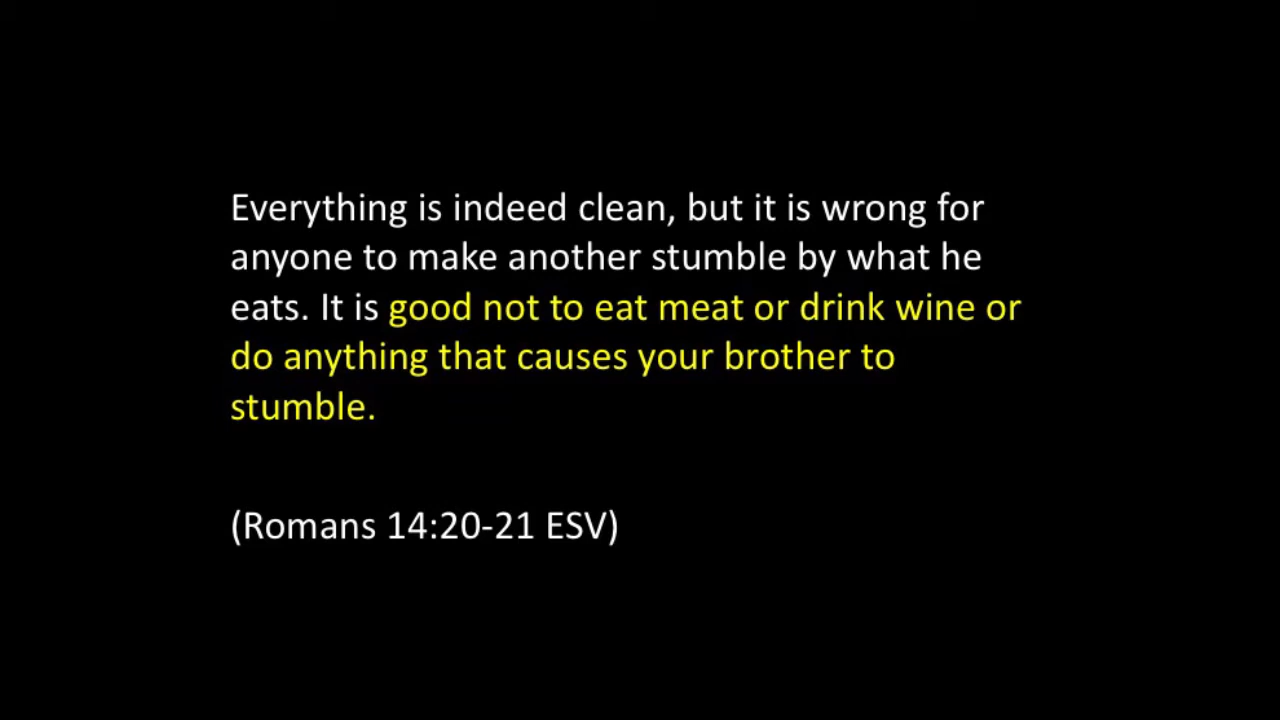 Everything is indeed clean, but it is wrong for
anyone to make another stumble by what he
eats. It is good not to eat meat or drink wine or
do anything that causes your brother to
stumble.
(Romans 14:20-21 ESV)